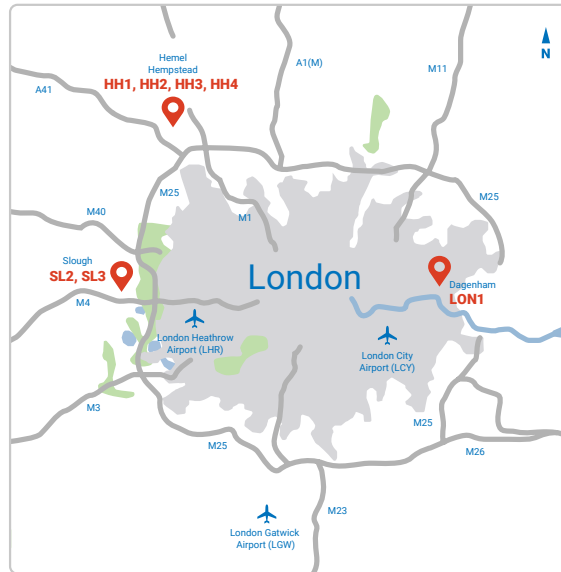 Hemel
Hempstead
HH1, HH2, HH3, HH4
A1(M)
M11
N
A41
M25
M25
M40
M1
Slough
SL2, SL3
London
Dagenham
LON1
M4
London Heathrow
Airport (LHR)
London City
Airport (LCY)
M3
M25
M25
M26
M23
London Gatwick
Airport (LGW)